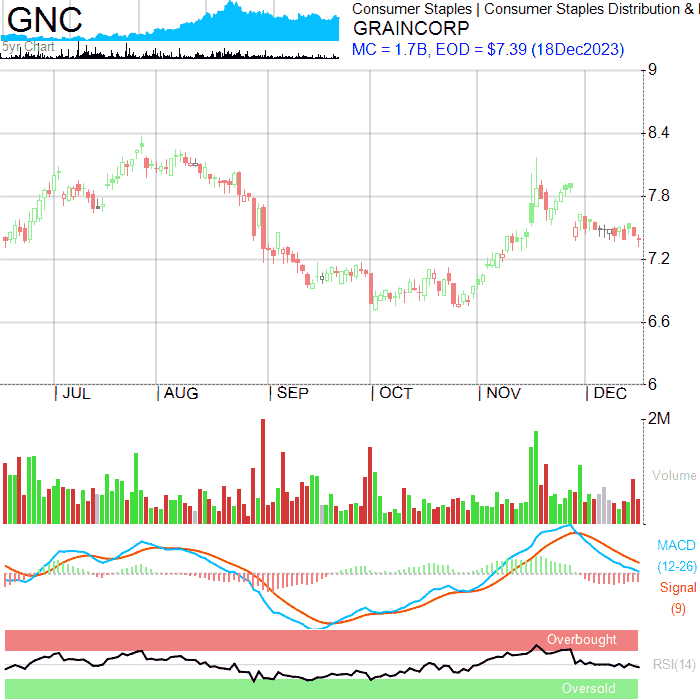 GNC
5yr Chart
Consumer Staples | Consumer Staples Distribution &
GRAINCORP
MC = 1.7B, EOD = $7.39 (18Dec2023)
9
8.4
7.8
7.2
6.6
6
JUL
AUG
SEP
OCT
NOV
DEC
2M
Volume
MACD
(12-26)
Signal
(9)
Overbought
RSI(14)
Oversold